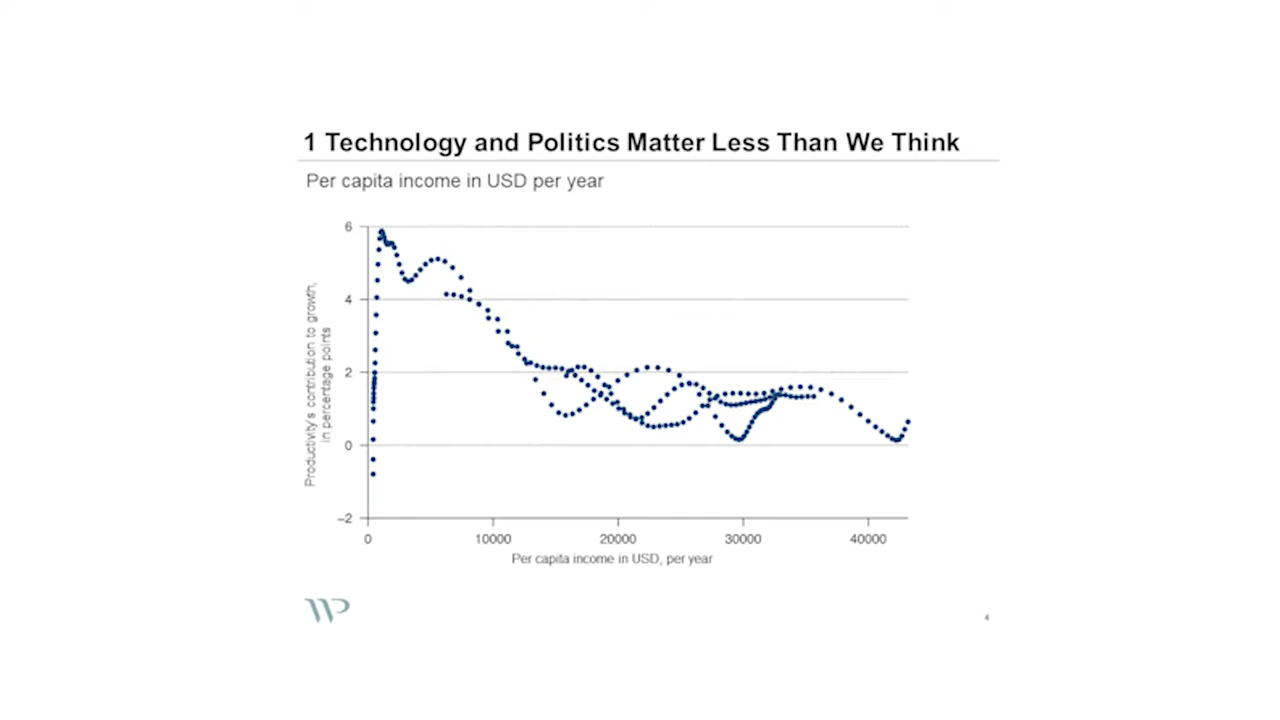 1 Technology and Politics Matter Less Than We Think
Per capita income in USD per year
Productivity's contribution to growth,
in percentage points
6
4
2
0
–2
0 10000 20000 30000 40000
Per capita income in USD, per year
WP
4